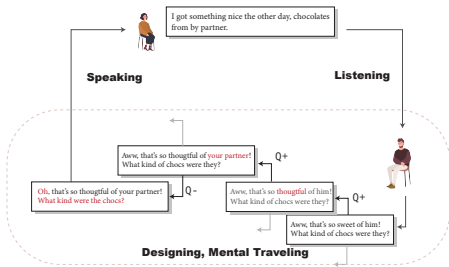 I got something nice the other day, chocolates
from by partner.
Speaking
Listening
Aww, that's so thougtful of your partner!
What kind of chocs were they?
Q+
Oh, that's so thougtful of your partner!
What kind were the chocs?
Q-
Aww, that's so thougtful of him!
What kind of chocs were they?
Q+
Aww, that's so sweet of him!
What kind of chocs were they?
Designing, Mental Traveling